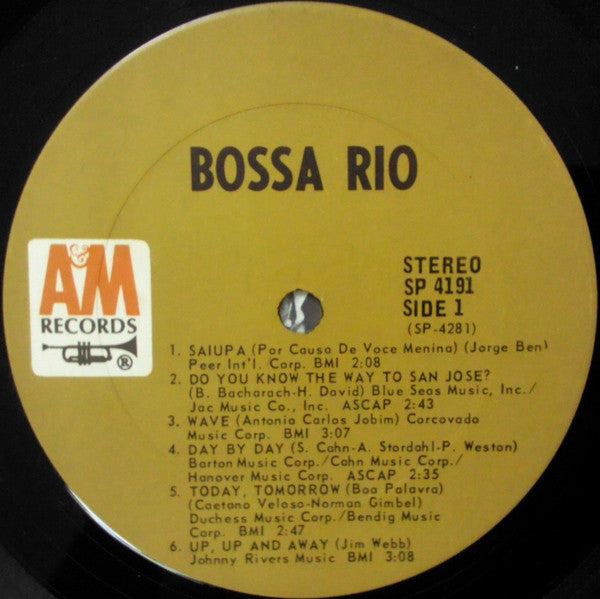 BOSSA RIO
A&M
RECORDS
®
STEREO
SP 4191
SIDE 1
(SP-4281)
1. SAIUPA (Por Causa De Voce Menina) (Jorge Ben)
Peer Int'l. Corp. BMI 2:08
2. DO YOU KNOW THE WAY TO SAN JOSE?
(B. Bacharach-H. David) Blue Seas Music, Inc./
Jac Music Co., Inc. ASCAP 2:43
3. WAVE (Antonio Carlos Jobim) Corcovado
Music Corp. BMI 3:07
4. DAY BY DAY (S. Cahn-A. Stordahl-P. Weston)
Barton Music Corp./Cahn Music Corp./
Hanover Music Corp. ASCAP 2:35
5. TODAY, TOMORROW (Boa Palavra)
(Caetano Veloso-Norman Gimbel)
Duchess Music Corp./Bendig Music
Corp. BMI 2:47
6. UP, UP AND AWAY (Jim Webb)
Johnny Rivers Music BMI 3:08